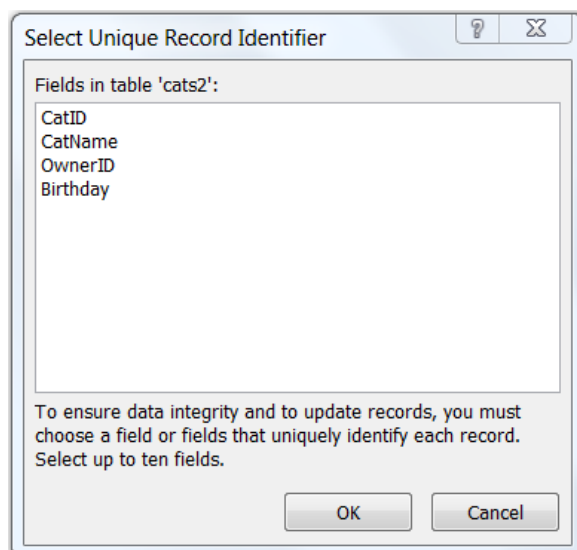 Select Unique Record Identifier
Fields in table 'cats2':
CatID
CatName
OwnerID
Birthday
To ensure data integrity and to update records, you must
choose a field or fields that uniquely identify each record.
Select up to ten fields.
OK Cancel